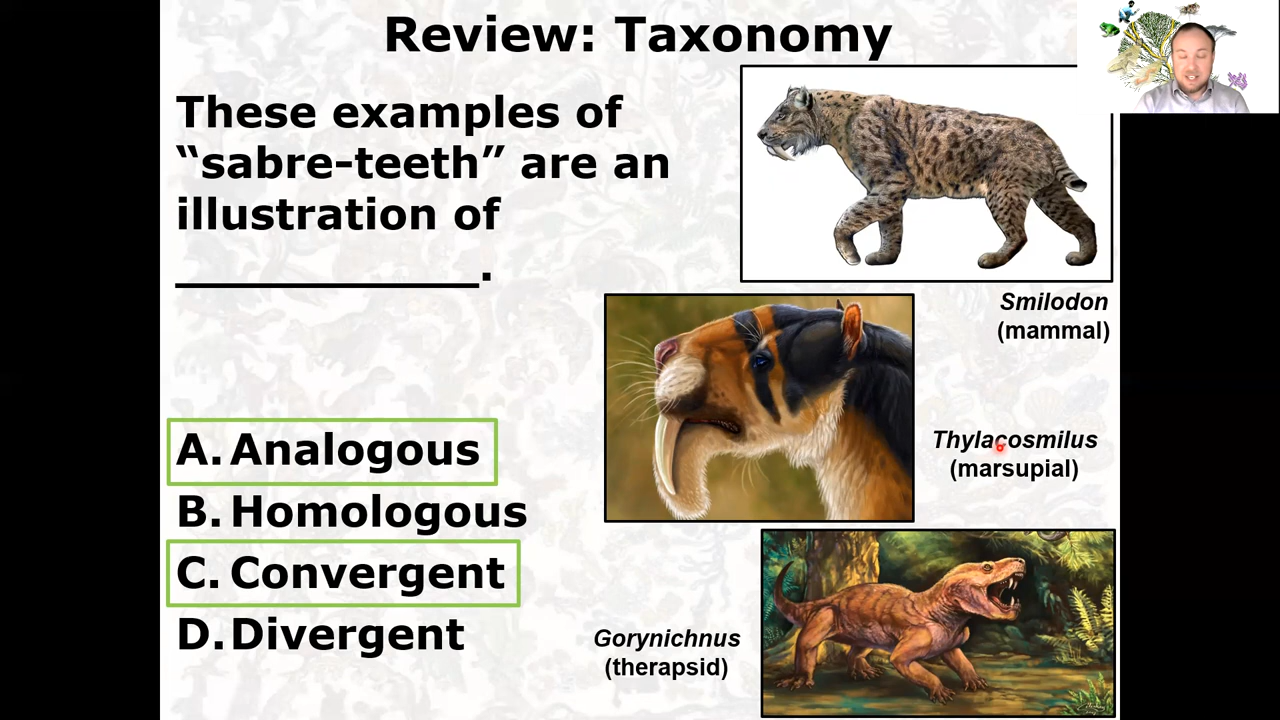 Review: Taxonomy
These examples of
“sabre-teeth” are an
illustration of
______________.
A. Analogous
B. Homologous
C. Convergent
D. Divergent
Smilodon
(mammal)
Thylacosmilus
(marsupial)
Gorynichnus
(therapsid)